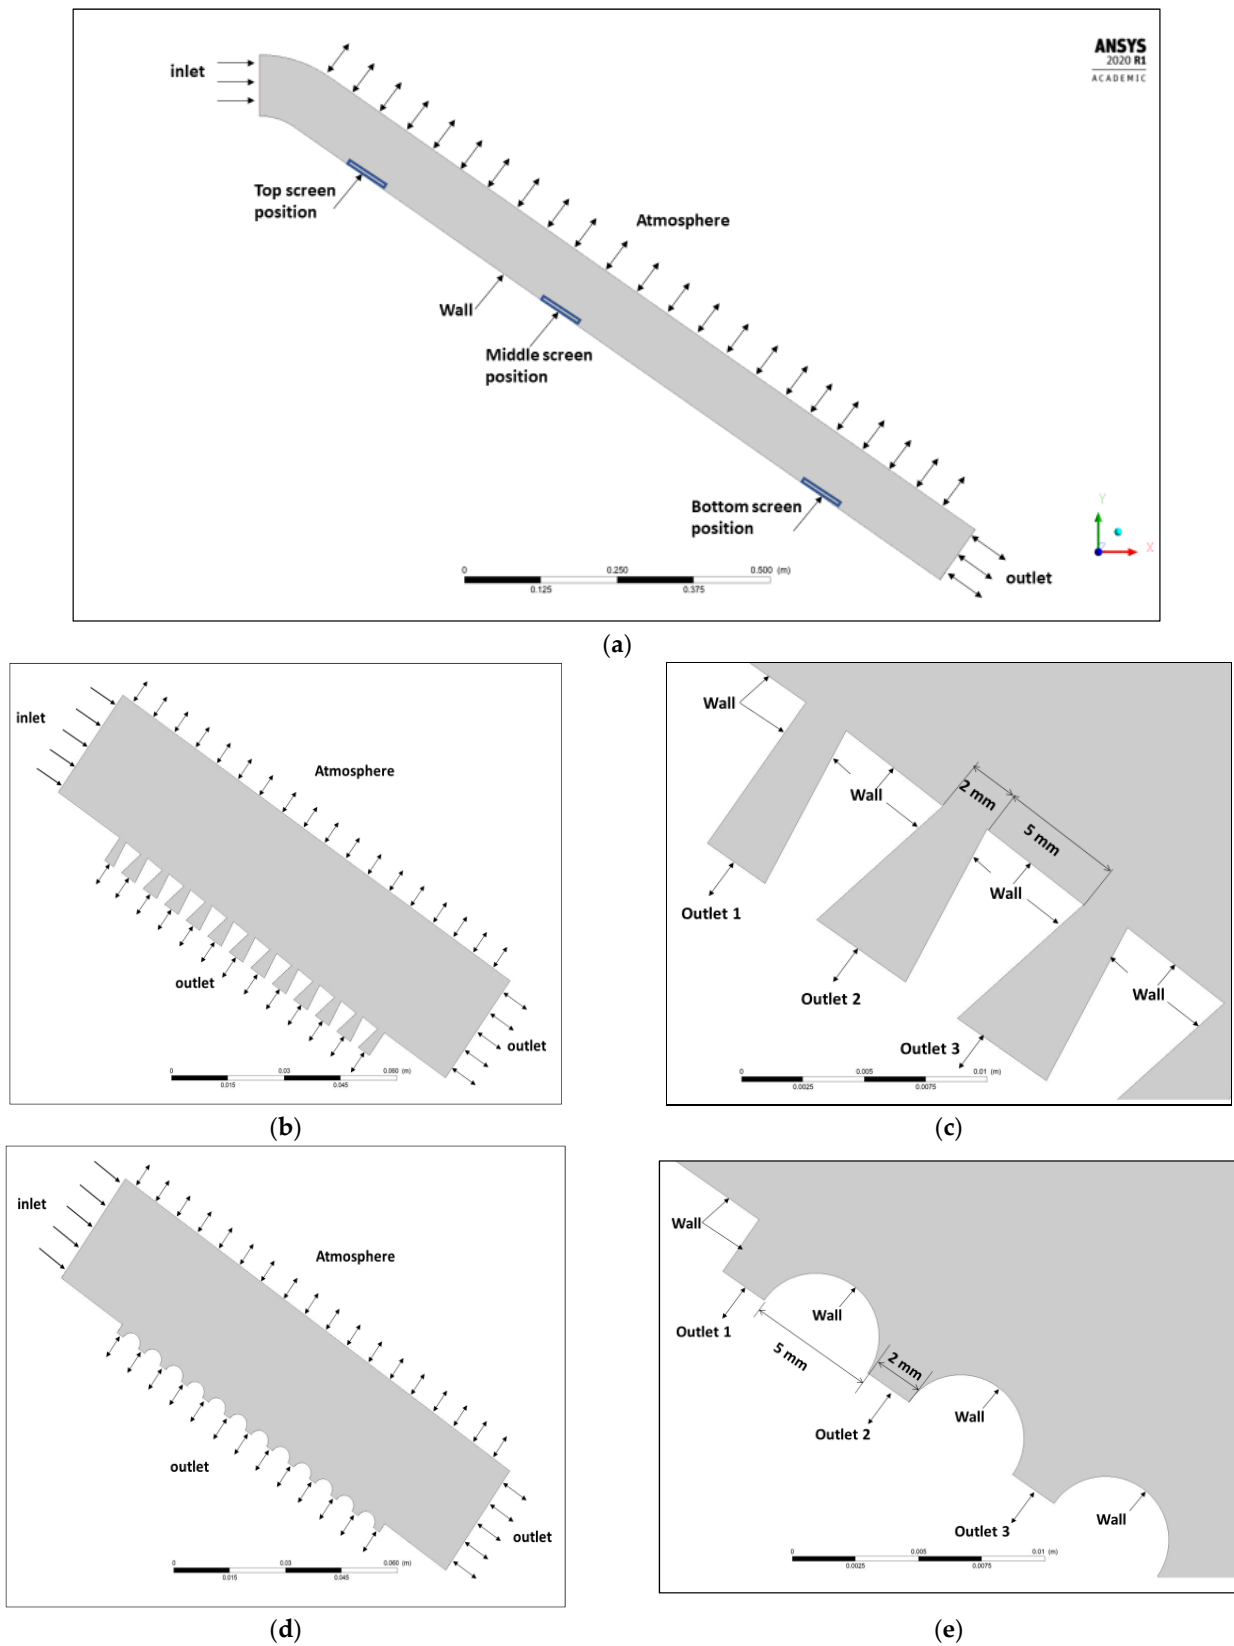 ANSYS
2020 R1
ACADEMIC
inlet
Top screen
position
Atmosphere
Wall
Middle screen
position
Bottom screen
position
Y
Z
X
outlet
0 0.250 0.500 (m)
0.125 0.375
(a)
inlet
Atmosphere
outlet
outlet
0 0.03 0.060 (m)
0.015 0.045
(b)
Wall
Wall
2 mm
5 mm
Wall
Outlet 1
Outlet 2
Wall
Outlet 3
0 0.005 0.01 (m)
0.0025 0.0075
(c)
inlet
Atmosphere
outlet
outlet
0 0.03 0.060 (m)
0.015 0.045
(d)
Wall
Wall
Outlet 1
5 mm
2 mm
Outlet 2
Wall
Outlet 3
Wall
0 0.005 0.01 (m)
0.0025 0.0075
(e)